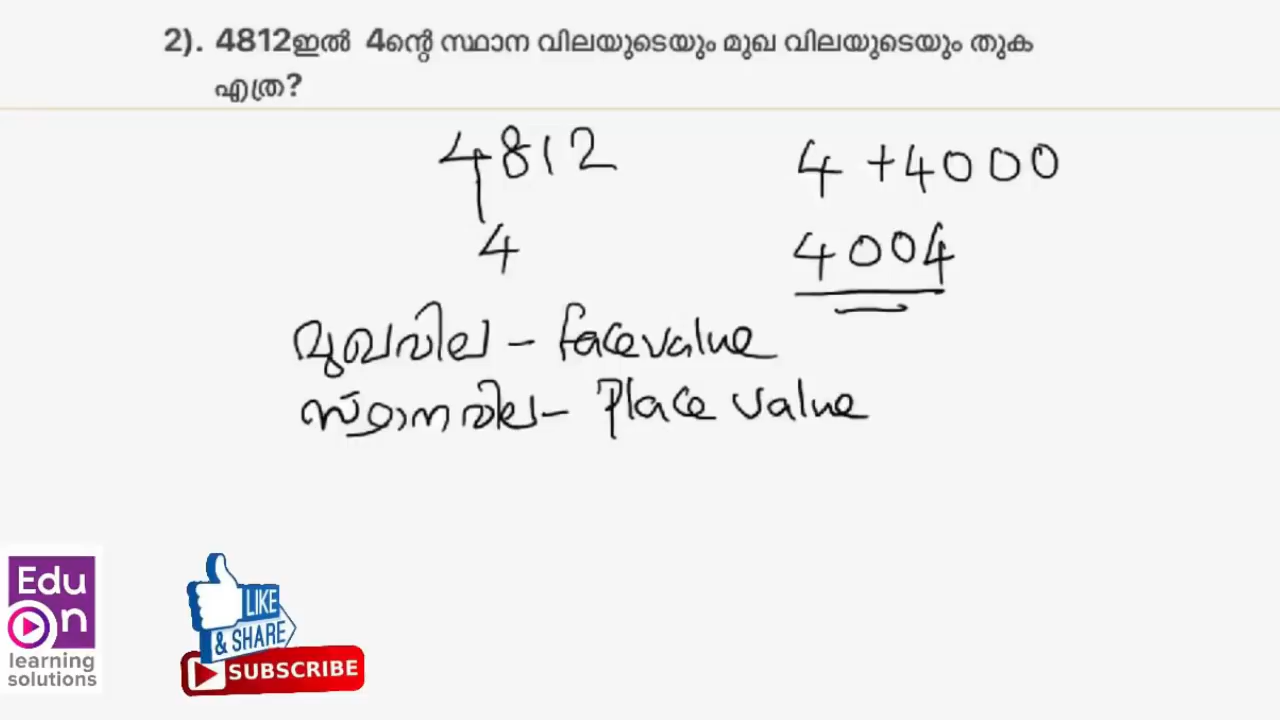 2). 4812ഇൽ 4ന്റെ സ്ഥാന വിലയുടെയും മുഖ വിലയുടെയും തുക
എത്ര?
4812
4 + 4000
4
4004
മുഖവില - facevalue
സ്ഥാനവില - Place value
Edu
n
learning
solutions
LIKE
& SHARE
SUBSCRIBE